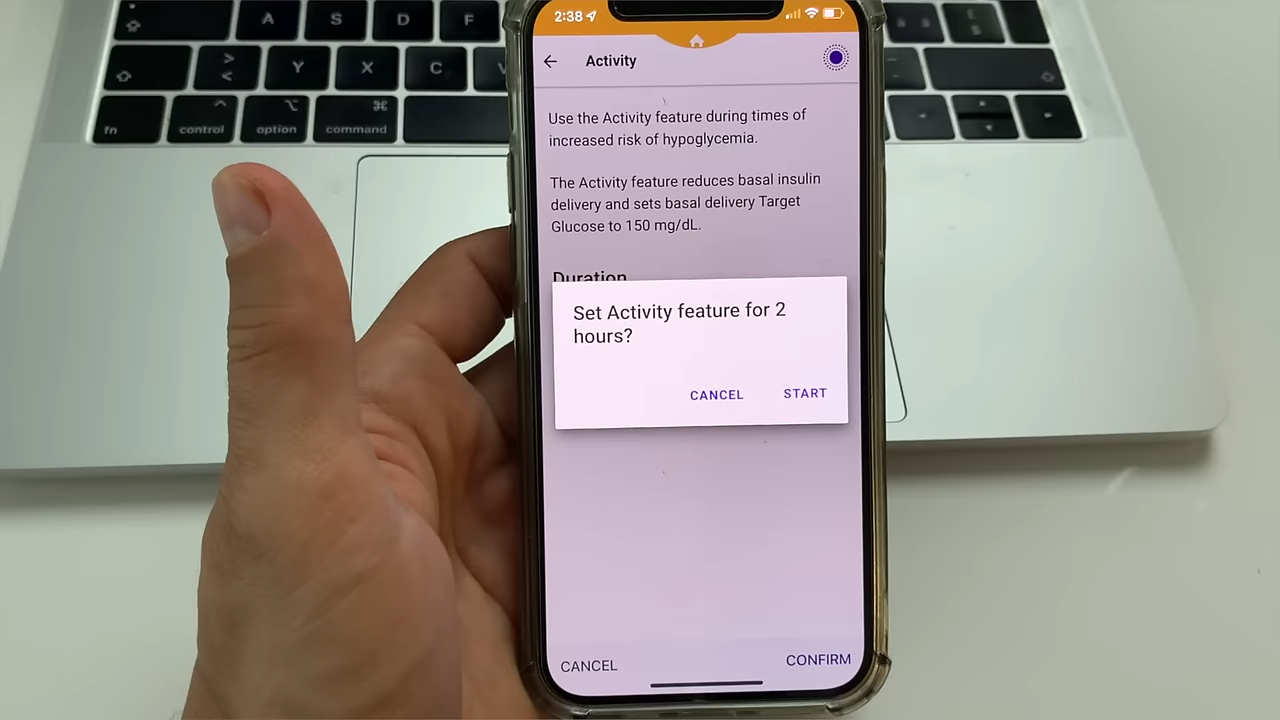 A
S
D
F
>
<
Y
X
C
V
^
⌥
⌘
fn
control
option
command
2:38
Activity
Use the Activity feature during times of
increased risk of hypoglycemia.
The Activity feature reduces basal insulin
delivery and sets basal delivery Target
Glucose to 150 mg/dL.
Duration
Set Activity feature for 2
hours?
CANCEL
START
CANCEL
CONFIRM